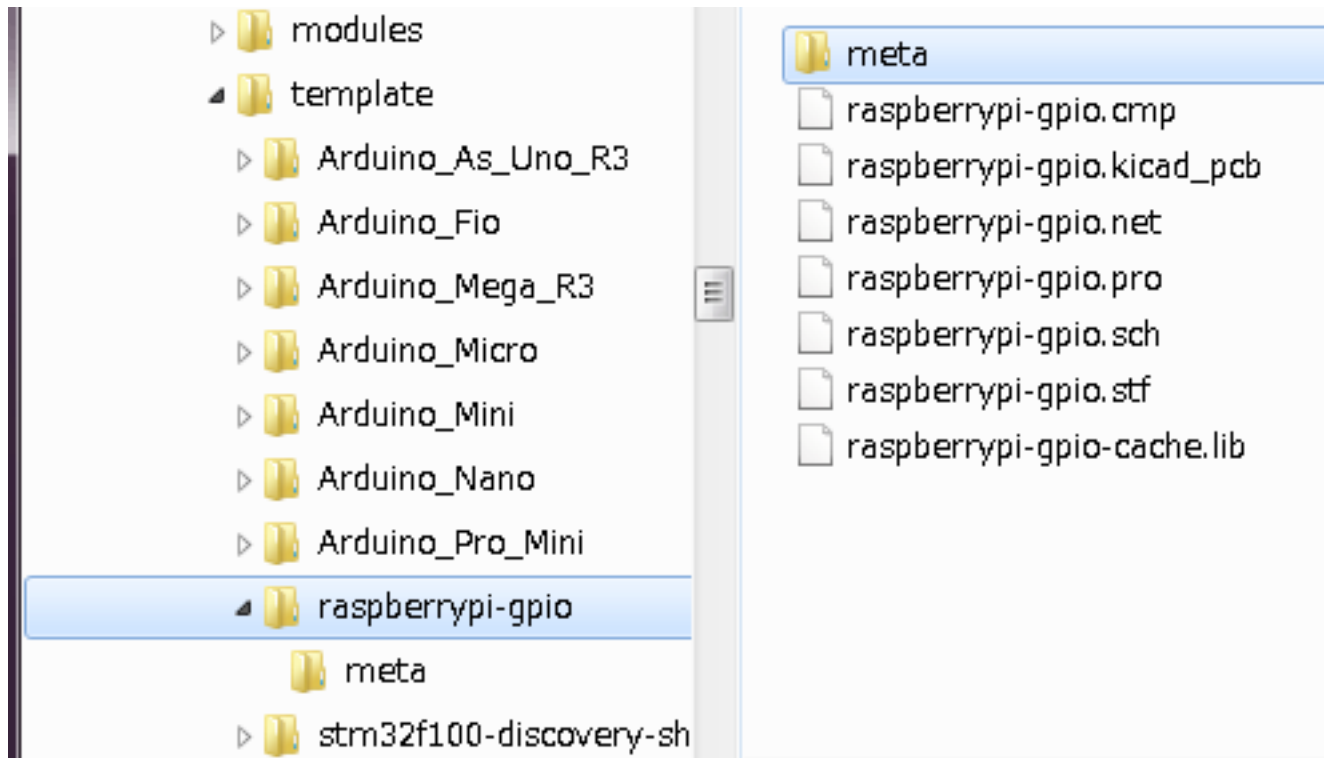 modules
template
Arduino_As_Uno_R3
Arduino_Fio
Arduino_Mega_R3
Arduino_Micro
Arduino_Mini
Arduino_Nano
Arduino_Pro_Mini
raspberrypi-gpio
meta
stm32f100-discovery-sh
meta
raspberrypi-gpio.cmp
raspberrypi-gpio.kicad_pcb
raspberrypi-gpio.net
raspberrypi-gpio.pro
raspberrypi-gpio.sch
raspberrypi-gpio.stf
raspberrypi-gpio-cache.lib